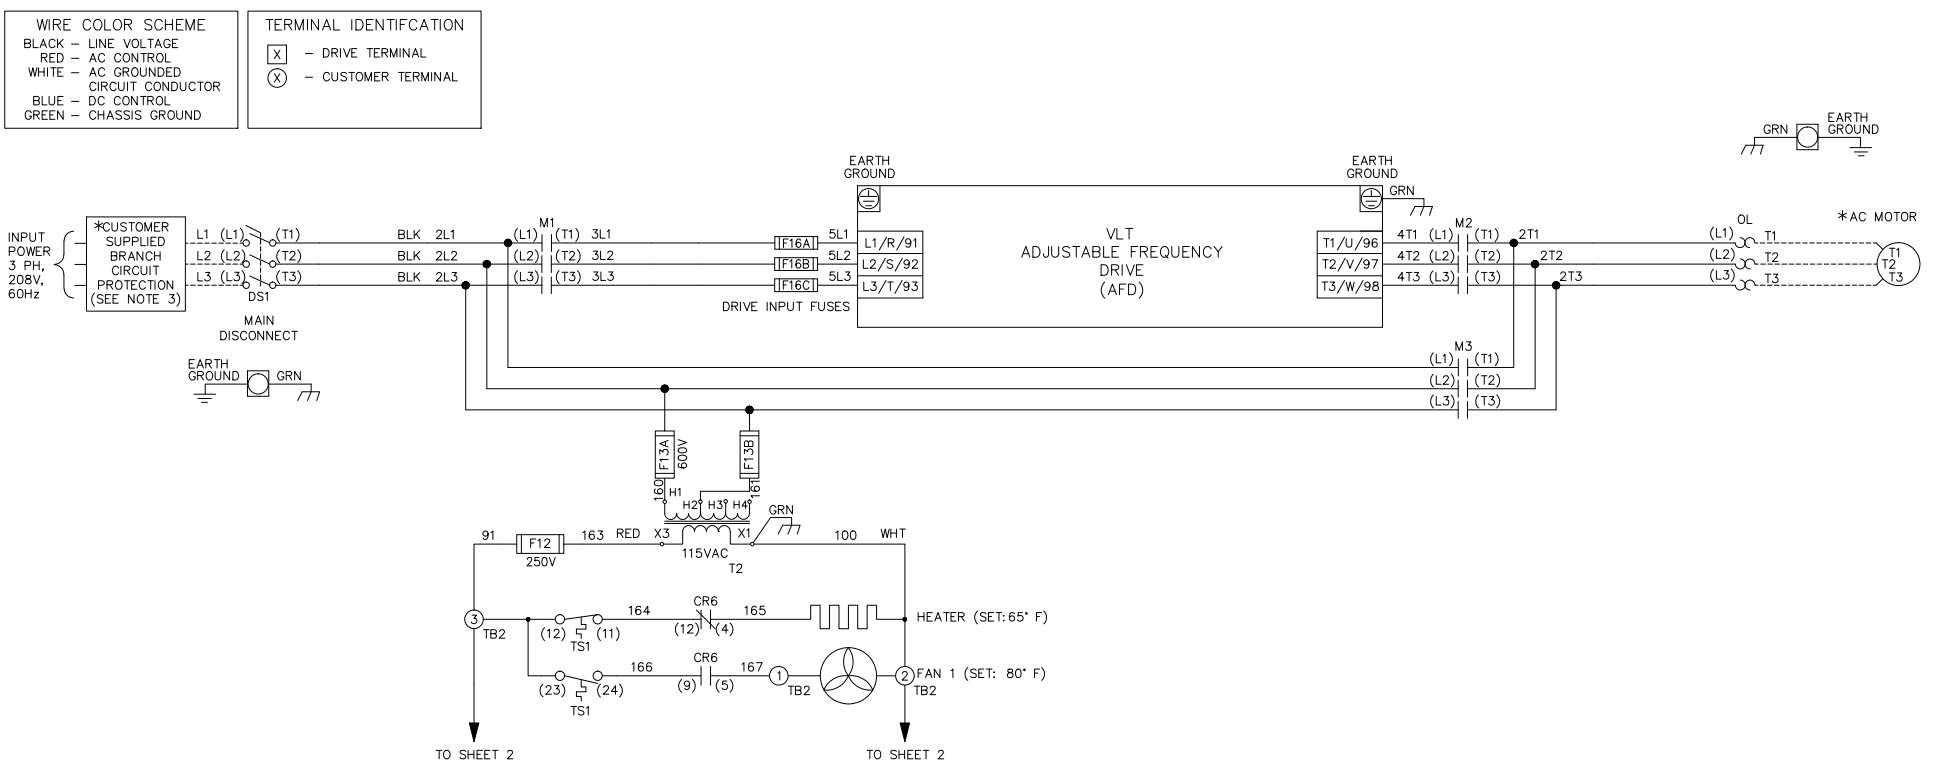 WIRE COLOR SCHEME
BLACK – LINE VOLTAGE
RED – AC CONTROL
WHITE – AC GROUNDED
CIRCUIT CONDUCTOR
BLUE – DC CONTROL
GREEN – CHASSIS GROUND
TERMINAL IDENTIFCATION
X – DRIVE TERMINAL
X – CUSTOMER TERMINAL
GRN
EARTH
GROUND
INPUT
POWER
3 PH,
208V,
60Hz
*CUSTOMER
SUPPLIED
BRANCH
CIRCUIT
PROTECTION
(SEE NOTE 3)
L1 (L1) (T1)
L2 (L2) (T2)
L3 (L3) (T3)
DS1
MAIN
DISCONNECT
EARTH
GROUND
GRN
BLK 2L1
BLK 2L2
BLK 2L3
M1
(L1) (T1) 3L1
(L2) (T2) 3L2
(L3) (T3) 3L3
F16A 5L1
F16B 5L2
F16C 5L3
DRIVE INPUT FUSES
EARTH
GROUND
L1/R/91
L2/S/92
L3/T/93
VLT
ADJUSTABLE FREQUENCY
DRIVE
(AFD)
EARTH
GROUND
GRN
T1/U/96
T2/V/97
T3/W/98
M2
4T1 (L1) (T1) 2T1
4T2 (L2) (T2) 2T2
4T3 (L3) (T3) 2T3
OL
(L1) T1
(L2) T2
(L3) T3
*AC MOTOR
T1
T2
T3
M3
(L1) (T1)
(L2) (T2)
(L3) (T3)
F13A
600V
F13B
160
H1
H2
H3
H4
161
GRN
91
F12
250V
163
RED
X3
X1
115VAC
T2
100
WHT
3
TB2
(12) (11)
TS1
164
CR6
(12) (4)
165
HEATER (SET:65° F)
(23) (24)
TS1
166
CR6
(9) (5)
167
1
TB2
2
TB2
FAN 1 (SET: 80° F)
TO SHEET 2
TO SHEET 2